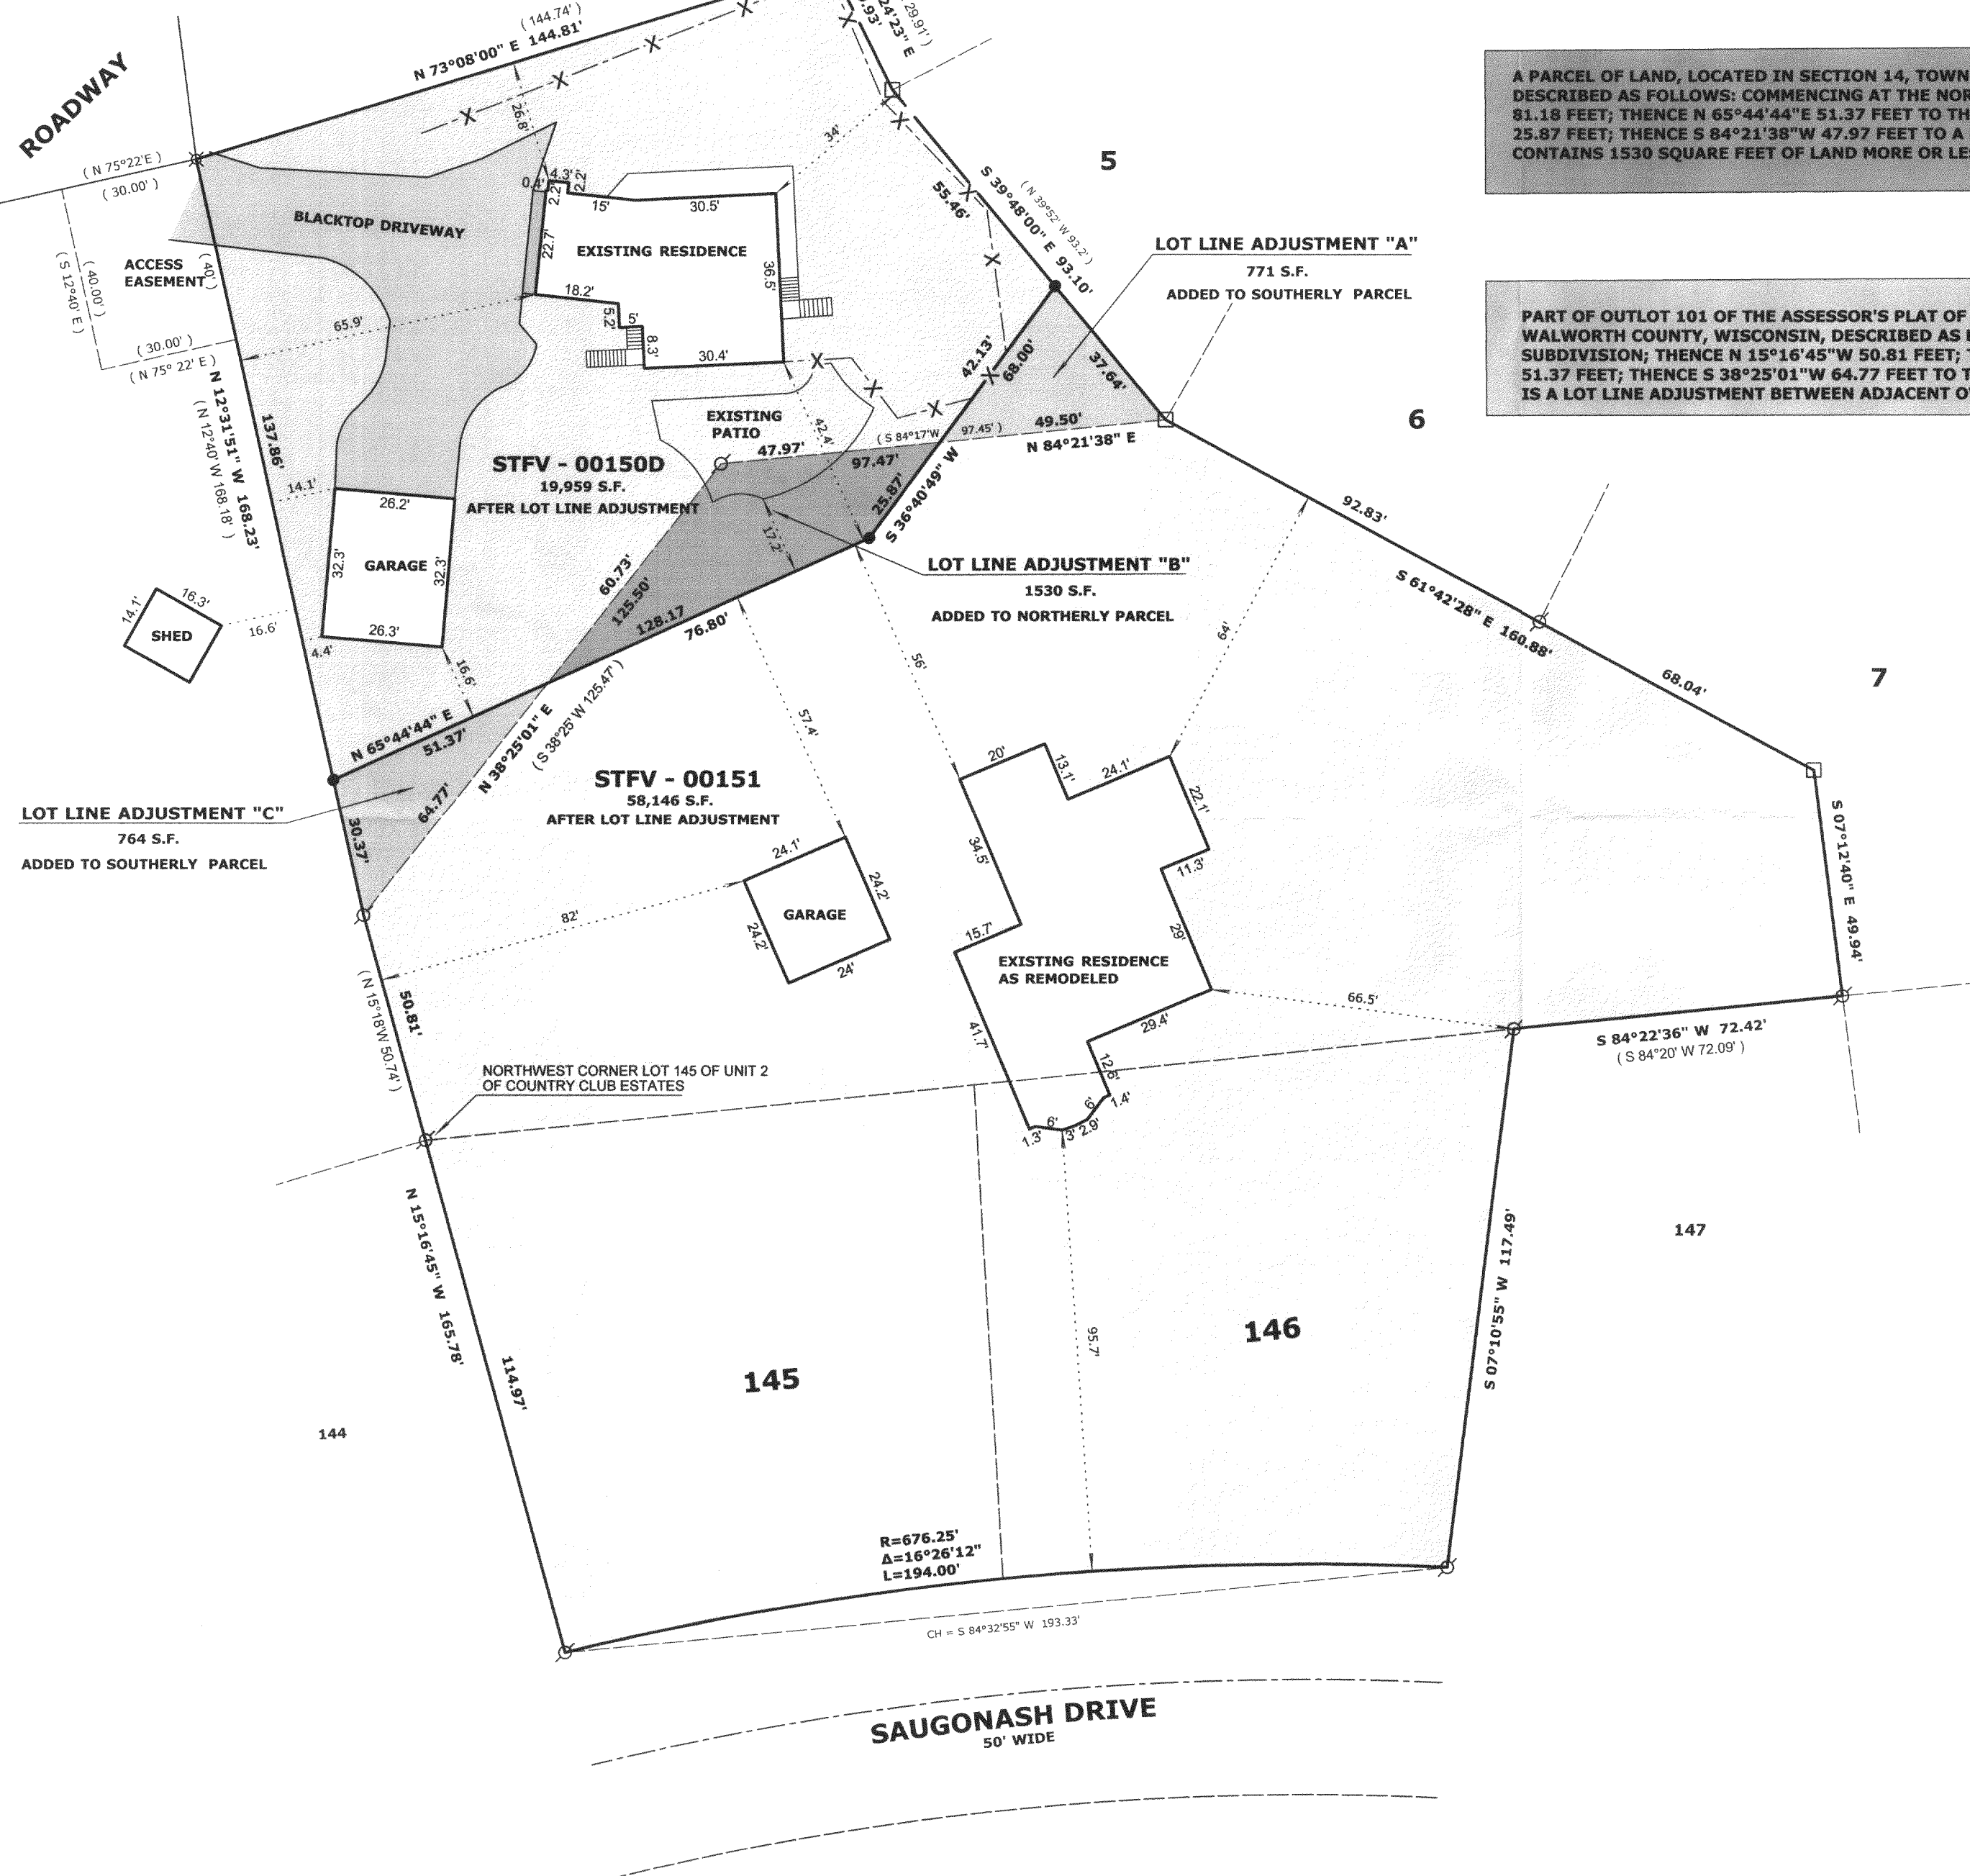 ROADWAY
( 144.74' )
N 73°08'00" E 144.81'
26.8'
( N 75°22'E )
( 30.00' )
29.91' )
24'23" E
.93'
34'
5
A PARCEL OF LAND, LOCATED IN SECTION 14, TOWN
DESCRIBED AS FOLLOWS: COMMENCING AT THE NOR
81.18 FEET; THENCE N 65°44'44"E 51.37 FEET TO TH
25.87 FEET; THENCE S 84°21'38"W 47.97 FEET TO A
CONTAINS 1530 SQUARE FEET OF LAND MORE OR LES
BLACKTOP DRIVEWAY
0.4'
4.3'
2.2'
2.2'
15'
30.5'
22.7'
EXISTING RESIDENCE
36.5'
18.2'
5.2'
5'
8.3'
30.4'
ACCESS
EASEMENT
( 40' )
( 40.00' )
( S 12°40' E )
( 30.00' )
( N 75° 22' E )
65.9'
55.46'
S 39°48'00" E 93.10'
( N 39°52' W 93.2' )
LOT LINE ADJUSTMENT "A"
771 S.F.
ADDED TO SOUTHERLY PARCEL
PART OF OUTLOT 101 OF THE ASSESSOR'S PLAT OF
WALWORTH COUNTY, WISCONSIN, DESCRIBED AS
SUBDIVISION; THENCE N 15°16'45"W 50.81 FEET;
51.37 FEET; THENCE S 38°25'01"W 64.77 FEET TO T
IS A LOT LINE ADJUSTMENT BETWEEN ADJACENT O
42.13'
68.00'
37.64'
49.50'
N 84°21'38" E
( S 84°17'W 97.45' )
97.47'
47.97'
EXISTING
PATIO
42.4'
6
N 12°31'51" W 168.23'
( N 12°40' W 168.18' )
137.86'
14.1'
STFV - 00150D
19,959 S.F.
AFTER LOT LINE ADJUSTMENT
25.87'
S 36°40'49" W
17.2'
26.2'
32.3'
GARAGE
32.3'
26.3'
4.4'
16.6'
14.1'
16.3'
SHED
16.6'
LOT LINE ADJUSTMENT "B"
1530 S.F.
ADDED TO NORTHERLY PARCEL
60.73'
125.50'
128.17
76.80'
92.83'
S 61°42'28" E 160.88'
68.04'
7
64'
56'
57.4'
N 65°44'44" E
51.37'
N 38°25'01" E
( S 38°25' W 125.47' )
64.77'
30.37'
LOT LINE ADJUSTMENT "C"
764 S.F.
ADDED TO SOUTHERLY PARCEL
STFV - 00151
58,146 S.F.
AFTER LOT LINE ADJUSTMENT
24.1'
24.2'
GARAGE
24.2'
24'
82'
20'
13.1'
24.1'
22.1'
11.3'
34.5'
15.7'
29'
EXISTING RESIDENCE
AS REMODELED
41.7'
29.4'
12.6'
1.4'
6'
2.9'
3'
6'
1.3'
66.5'
S 07°12'40" E 49.94'
S 84°22'36" W 72.42'
( S 84°20' W 72.09' )
50.81'
( N 15°18'W 50.74' )
NORTHWEST CORNER LOT 145 OF UNIT 2
OF COUNTRY CLUB ESTATES
N 15°16'45" W 165.78'
114.97'
95.7'
S 07°10'55" W 117.49'
147
146
145
144
R=676.25'
Δ=16°26'12"
L=194.00'
CH = S 84°32'55" W 193.33'
SAUGONASH DRIVE
50' WIDE